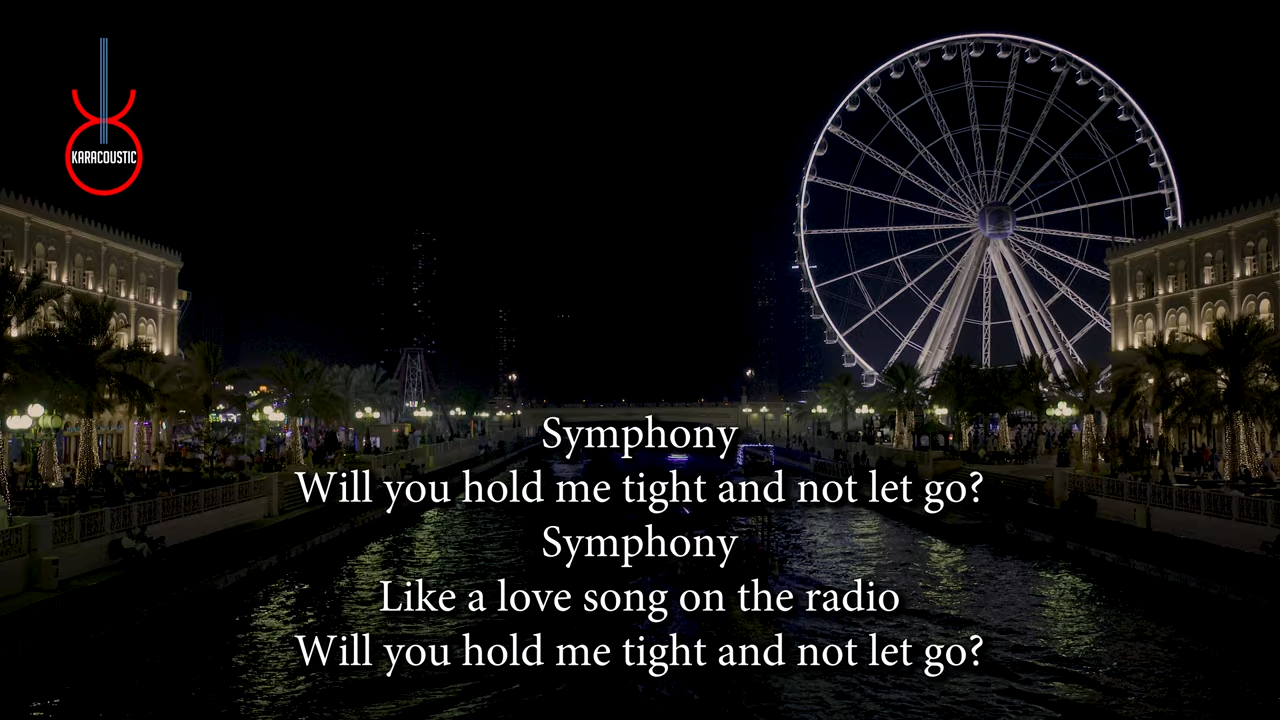 KARACOUSTIC
Symphony
Will you hold me tight and not let go?
Symphony
Like a love song on the radio
Will you hold me tight and not let go?